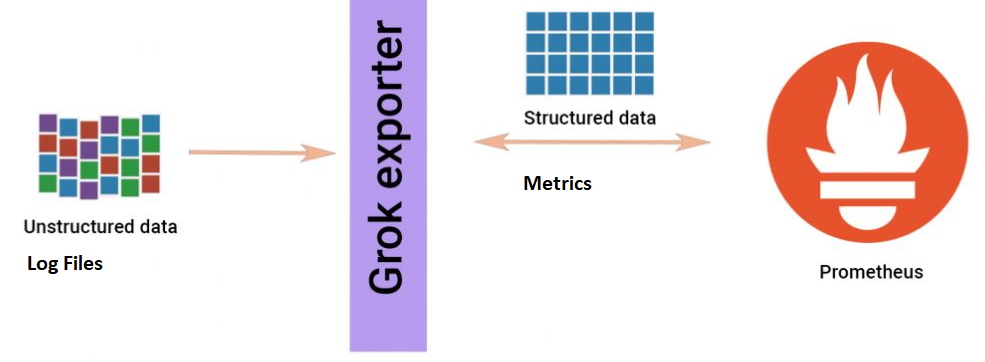 Unstructured data
Log Files
Grok exporter
Structured data
Metrics
Prometheus